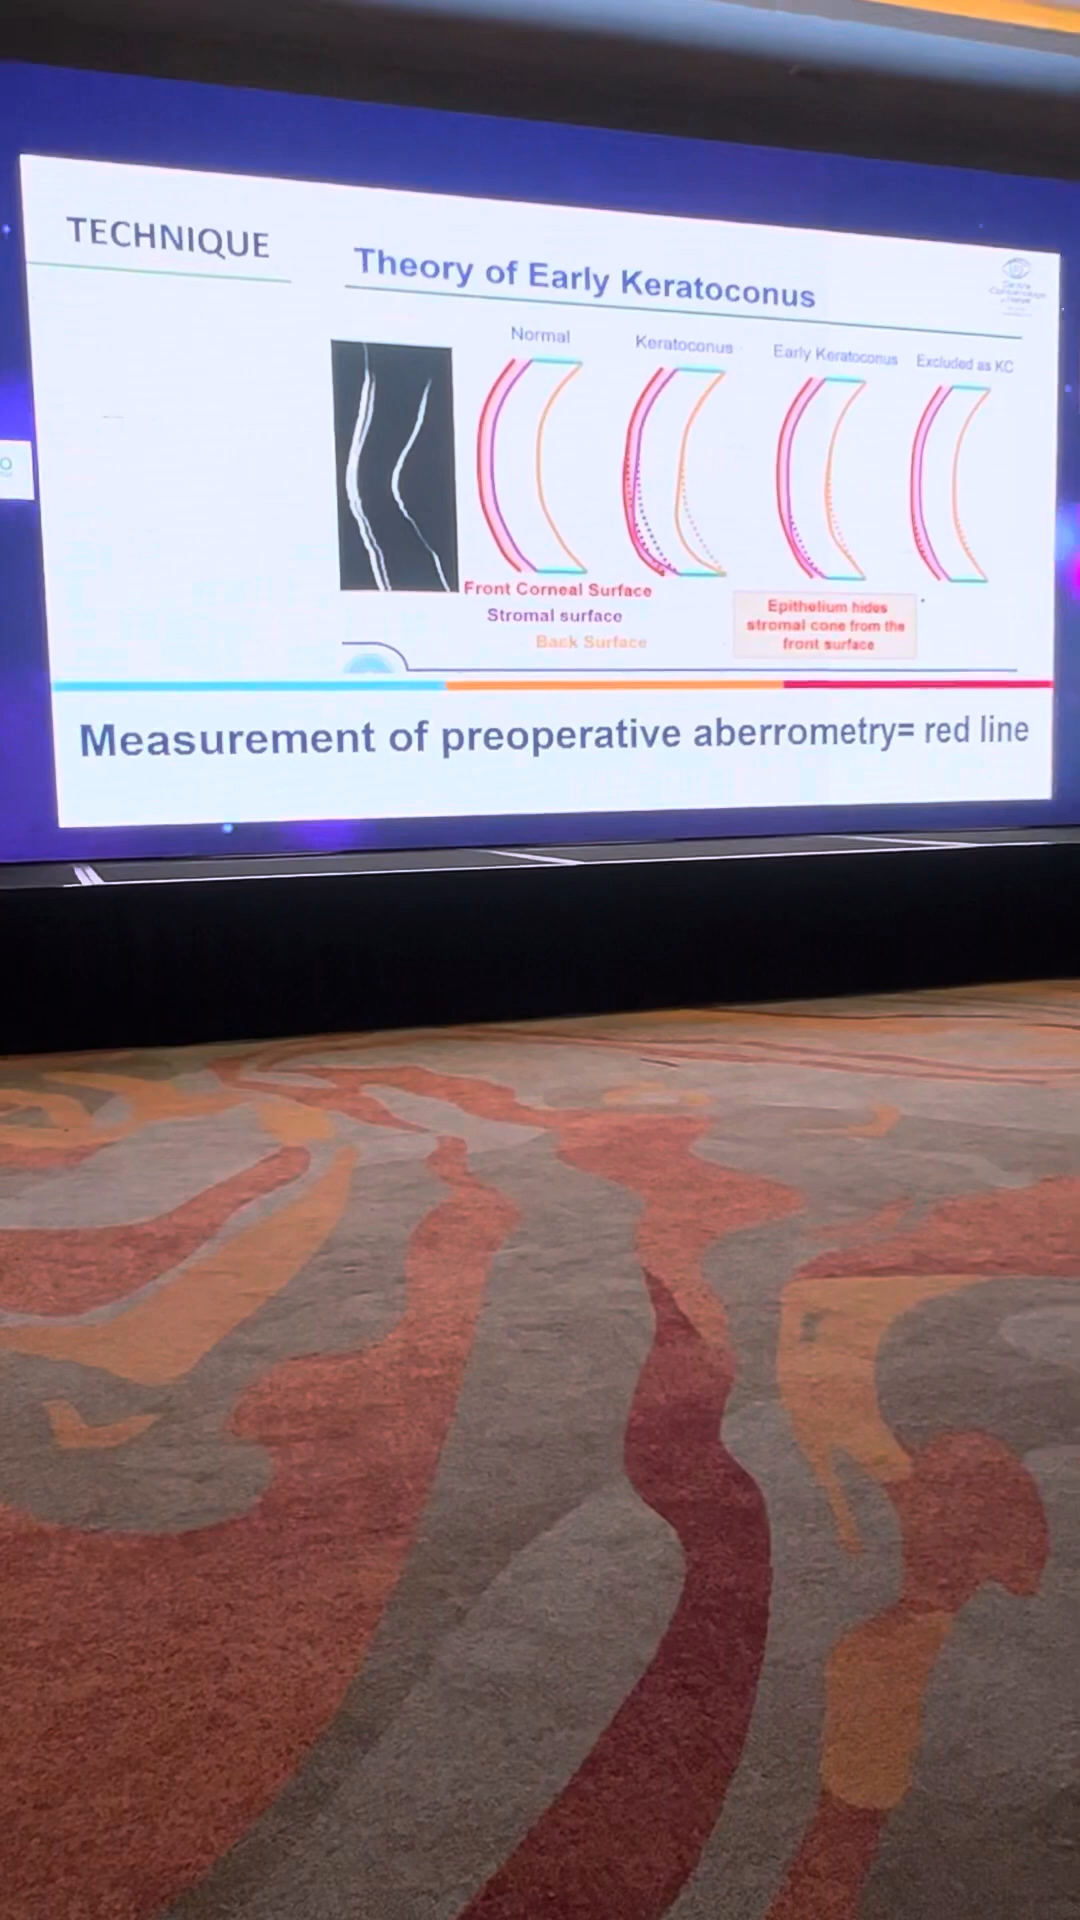 TECHNIQUE
Theory of Early Keratoconus
Normal
Keratoconus
Early Keratoconus
Excluded as KC
Front Corneal Surface
Stromal surface
Back Surface
Epithelium hides
stromal cone from the
front surface
Measurement of preoperative aberrometry= red line